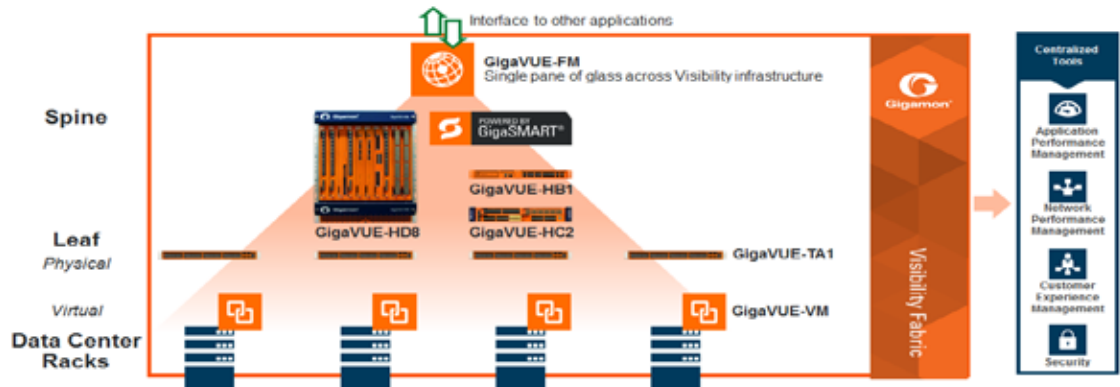 Interface to other applications
GigaVUE-FM
Single pane of glass across Visibility infrastructure
Spine
POWERED BY
GigaSMART®
Gigamon®
GigaVUE-HB1
GigaVUE-HD8
GigaVUE-HC2
Leaf
Physical
GigaVUE-TA1
Virtual
GigaVUE-VM
Data Center
Racks
Gigamon®
Visibility Fabric
Centralized
Tools
Application
Performance
Management
Network
Performance
Management
Customer
Experience
Management
Security